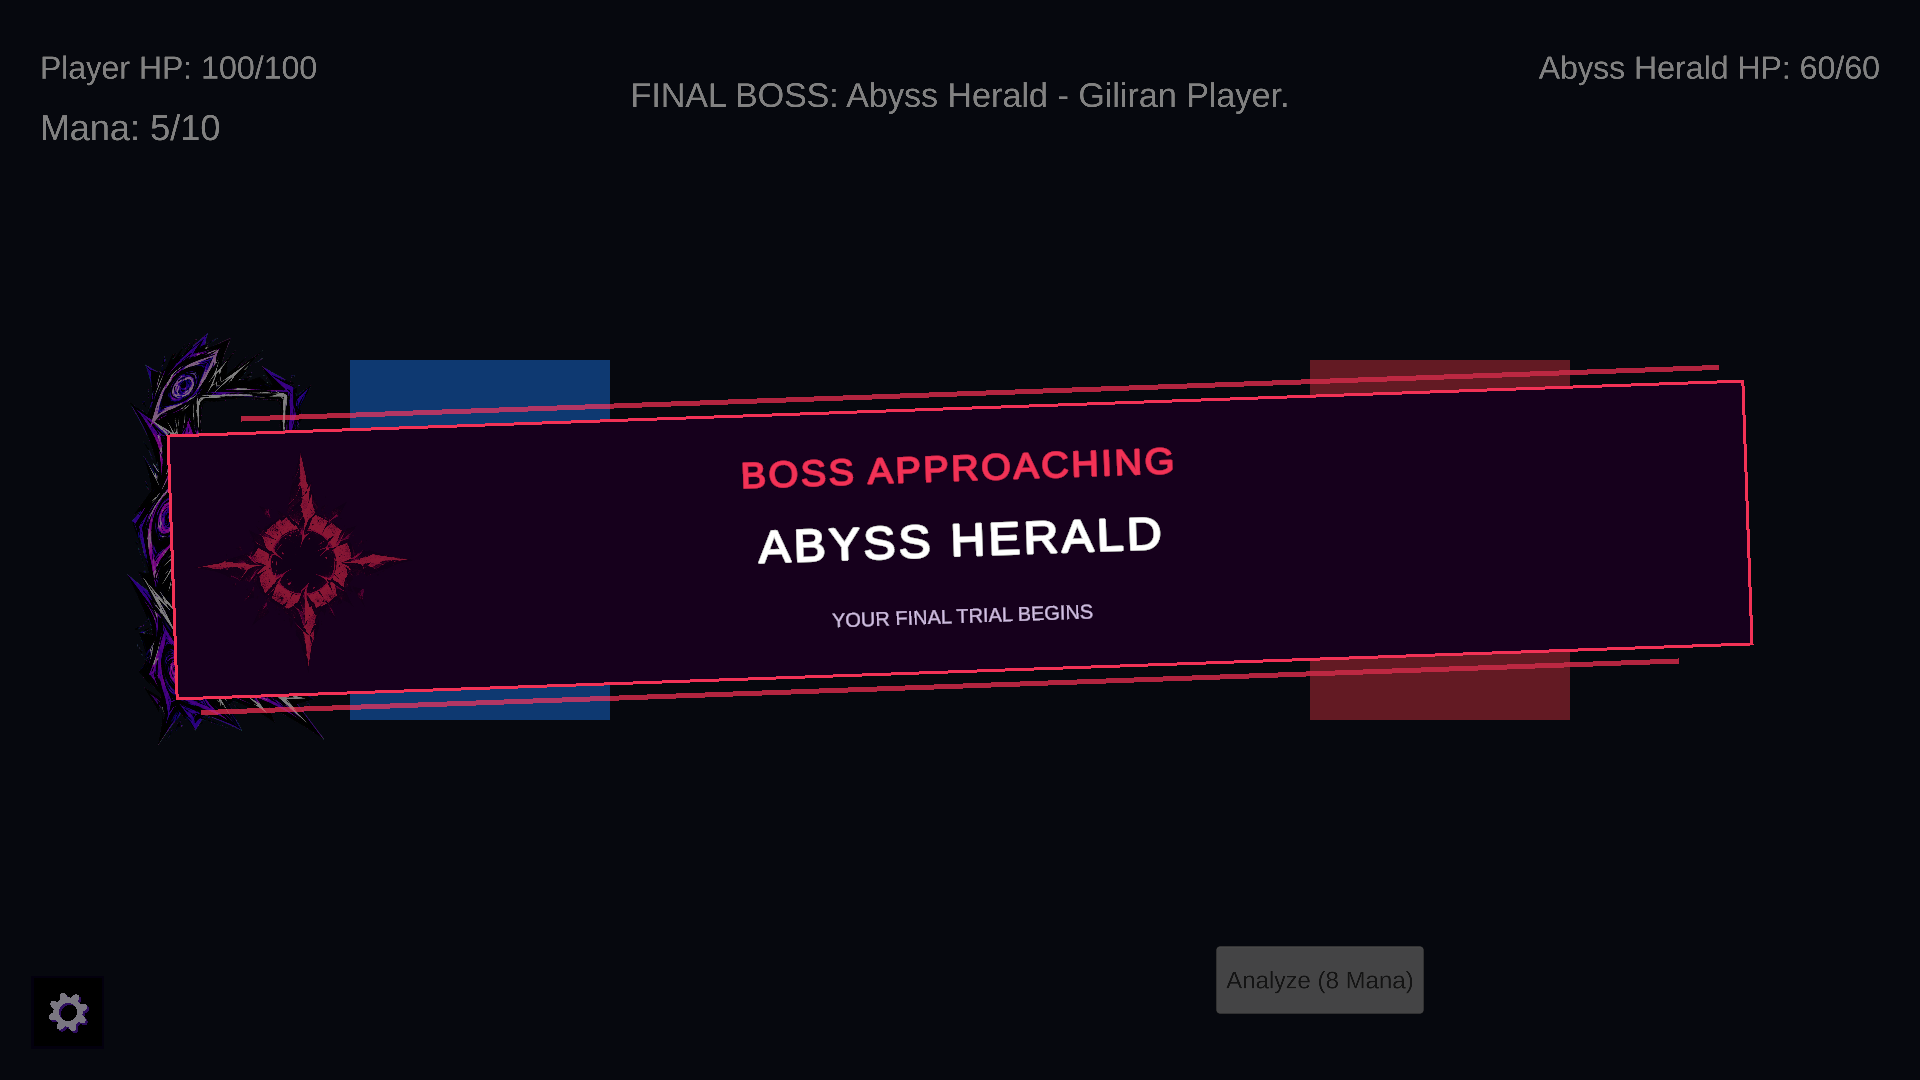 Player HP: 100/100
Abyss Herald HP: 60/60
FINAL BOSS: Abyss Herald - Giliran Player.
Mana: 5/10
BOSS APPROACHING
ABYSS HERALD
YOUR FINAL TRIAL BEGINS
Analyze (8 Mana)